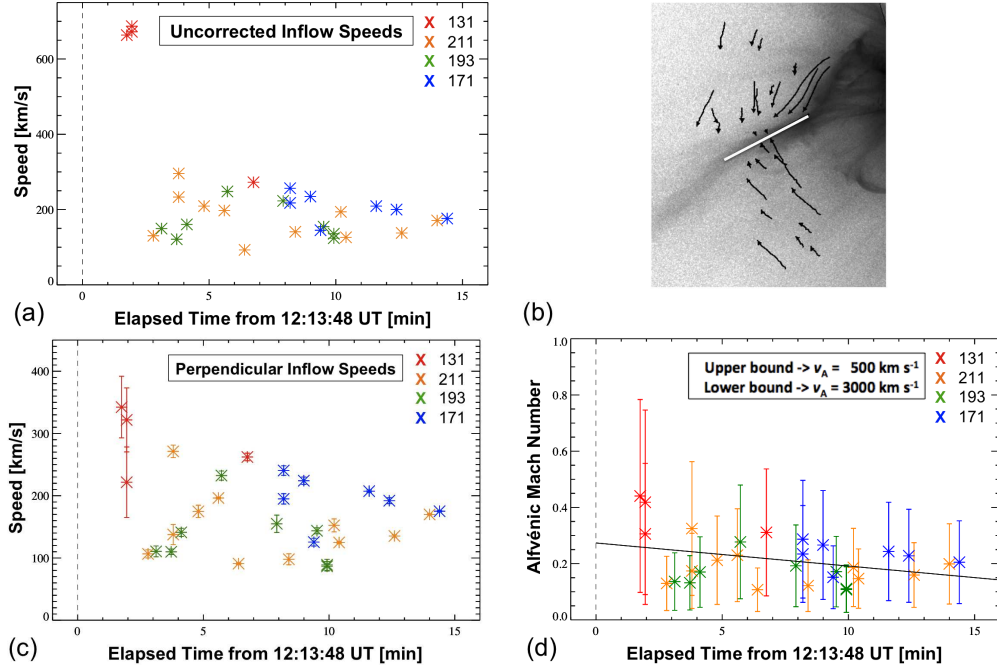 Uncorrected Inflow Speeds
X 131
X 211
X 193
X 171
Speed [km/s]
600
400
200
0
0 5 10 15
Elapsed Time from 12:13:48 UT [min]
(a)
(b)
Perpendicular Inflow Speeds
X 131
X 211
X 193
X 171
Speed [km/s]
400
300
200
100
0
0 5 10 15
Elapsed Time from 12:13:48 UT [min]
(c)
Upper bound -> vA = 500 km s-1
Lower bound -> vA = 3000 km s-1
X 131
X 211
X 193
X 171
Alfvénic Mach Number
1.0
0.8
0.6
0.4
0.2
0.0
0 5 10 15
Elapsed Time from 12:13:48 UT [min]
(d)